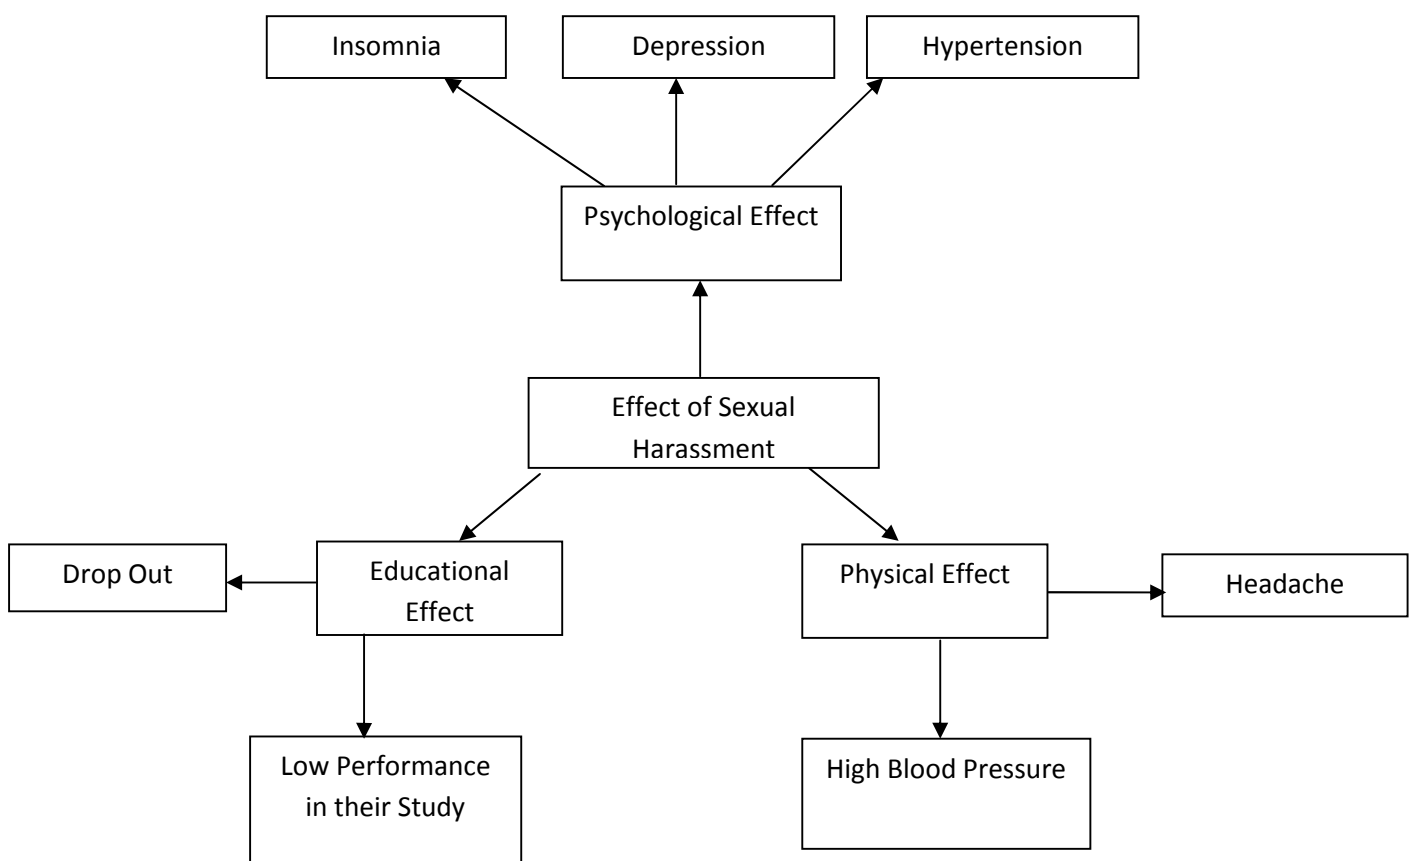 Insomnia
Depression
Hypertension
Psychological Effect
Effect of Sexual
Harassment
Drop Out
Educational
Effect
Physical Effect
Headache
Low Performance
in their Study
High Blood Pressure